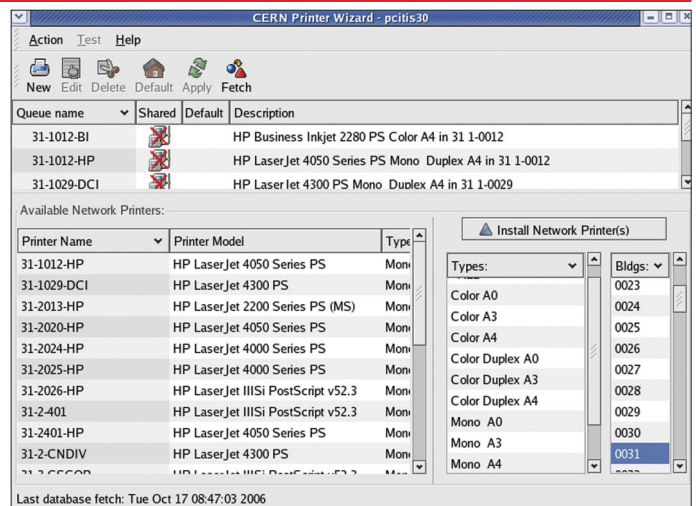 CERN Printer Wizard - pcitis30
Action Test Help
New Edit Delete Default Apply Fetch
Queue name Shared Default Description
31-1012-BI HP Business Inkjet 2280 PS Color A4 in 31 1-0012
31-1012-HP HP LaserJet 4050 Series PS Mono Duplex A4 in 31 1-0012
31-1029-DCI HP LaserJet 4300 PS Mono Duplex A4 in 31 1-0029
Available Network Printers:
Install Network Printer(s)
Printer Name Printer Model Type
31-1012-HP HP LaserJet 4050 Series PS Mono
31-1029-DCI HP LaserJet 4300 PS Mono
31-2013-HP HP LaserJet 2200 Series PS (MS) Mono
31-2020-HP HP LaserJet 4050 Series PS Mono
31-2024-HP HP LaserJet 4000 Series PS Mono
31-2025-HP HP LaserJet 4000 Series PS Mono
31-2026-HP HP LaserJet IIISi PostScript v52.3 Mono
31-2-401 HP LaserJet IIISi PostScript v52.3 Mono
31-2401-HP HP LaserJet 4050 Series PS Mono
31-2-CNDIV HP LaserJet 4300 PS Mono
Types:
Color A0
Color A3
Color A4
Color Duplex A0
Color Duplex A3
Color Duplex A4
Mono A0
Mono A3
Mono A4
Bldgs:
0023
0024
0025
0026
0027
0028
0029
0030
0031
Last database fetch: Tue Oct 17 08:47:03 2006